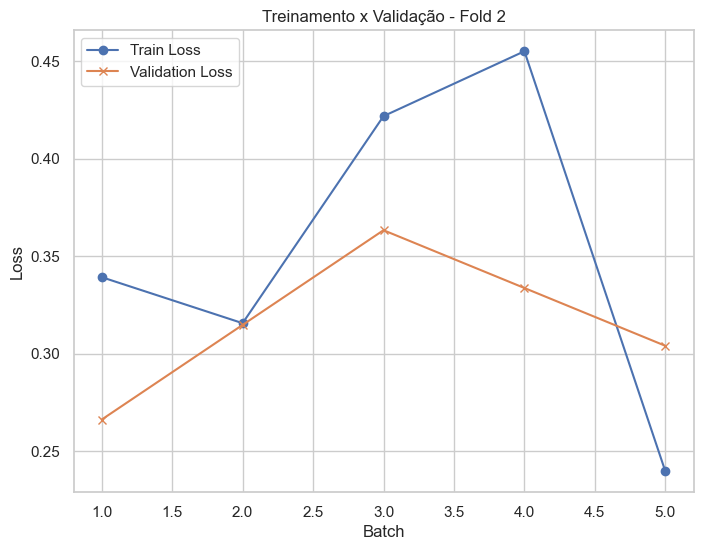 Treinamento x Validação - Fold 2
Train Loss
Validation Loss
0.45
0.40
0.35
0.30
0.25
Loss
1.0 1.5 2.0 2.5 3.0 3.5 4.0 4.5 5.0
Batch